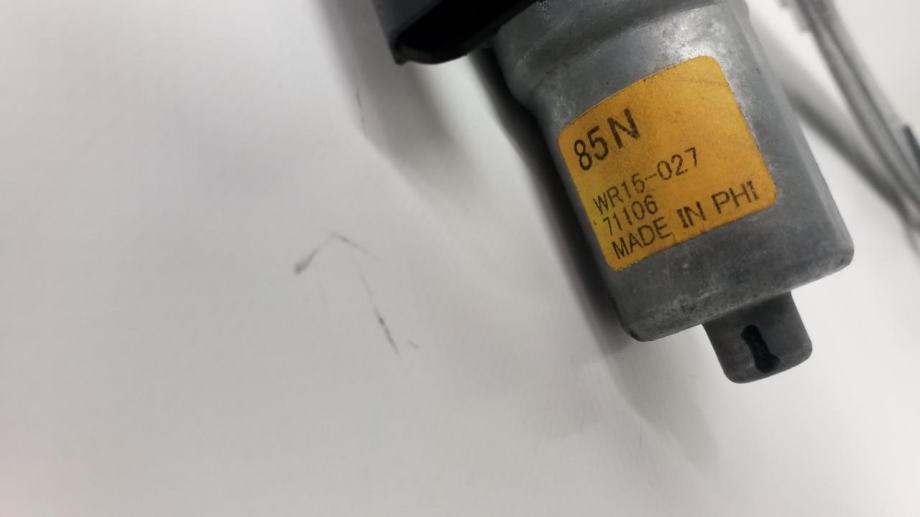 85N
WR15-027
71106
MADE IN PHI